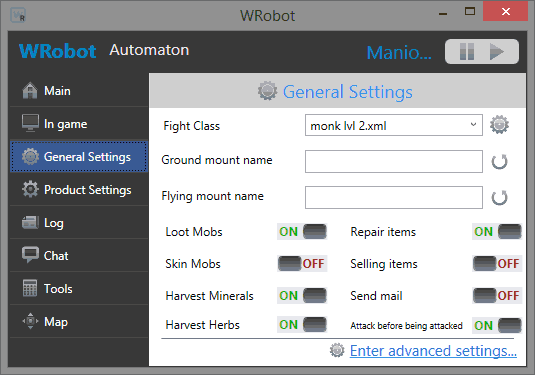 WRobot
WRobot Automaton Manio...
Main
In game
General Settings
Product Settings
Log
Chat
Tools
Map
General Settings
Fight Class monk lvl 2.xml
Ground mount name
Flying mount name
Loot Mobs ON Repair items ON
Skin Mobs OFF Selling items OFF
Harvest Minerals ON Send mail OFF
Harvest Herbs ON Attack before being attacked ON
Enter advanced settings...